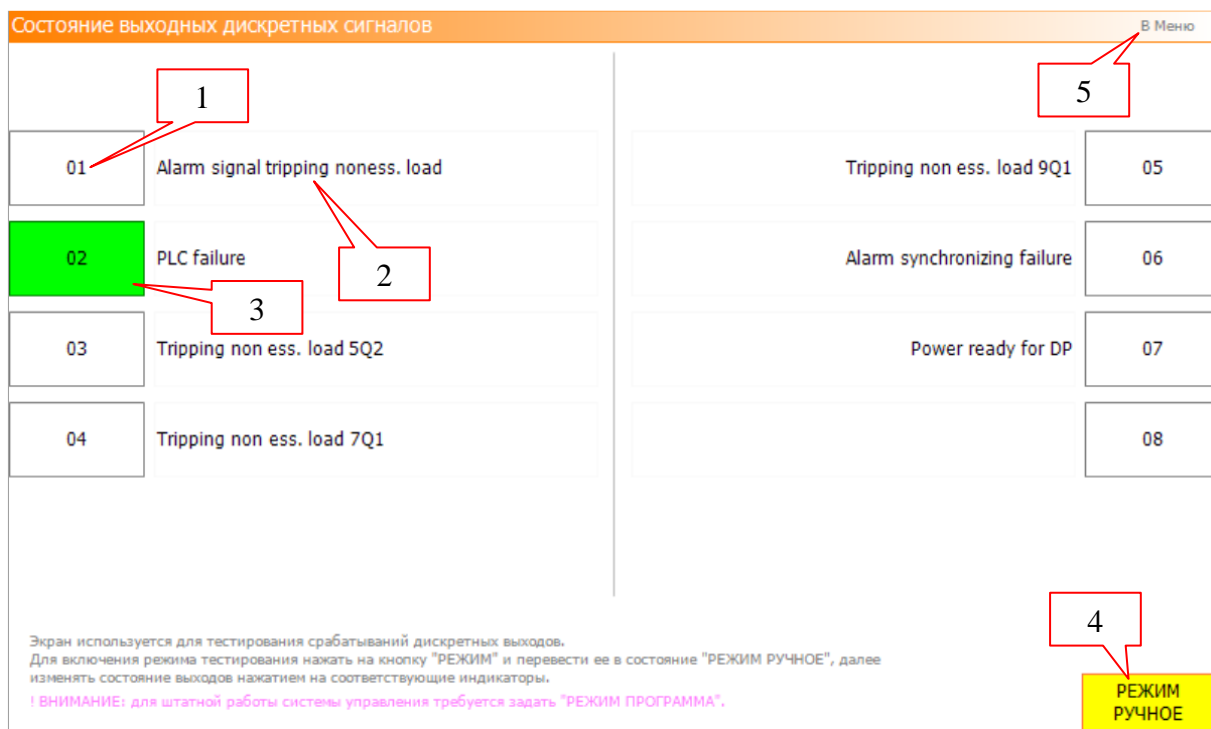 Состояние выходных дискретных сигналов
В Меню
1
5
01
Alarm signal tripping noness. load
Tripping non ess. load 9Q1
05
02
PLC failure
2
Alarm synchronizing failure
06
3
03
Tripping non ess. load 5Q2
Power ready for DP
07
04
Tripping non ess. load 7Q1
08
4
Экран используется для тестирования срабатываний дискретных выходов.
Для включения режима тестирования нажать на кнопку "РЕЖИМ" и перевести ее в состояние "РЕЖИМ РУЧНОЕ", далее
изменять состояние выходов нажатием на соответствующие индикаторы.
! ВНИМАНИЕ: для штатной работы системы управления требуется задать "РЕЖИМ ПРОГРАММА".
РЕЖИМ
РУЧНОЕ